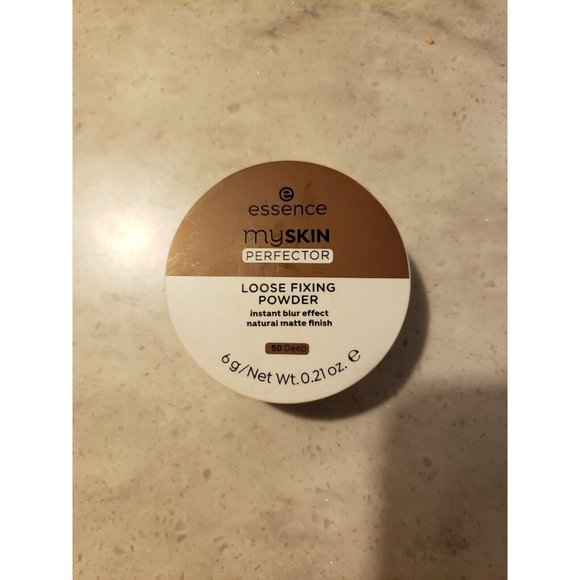 essence
mySKIN
PERFECTOR
LOOSE FIXING
POWDER
instant blur effect
natural matte finish
50 Deep
6 g/Net Wt. 0.21 oz. ℮